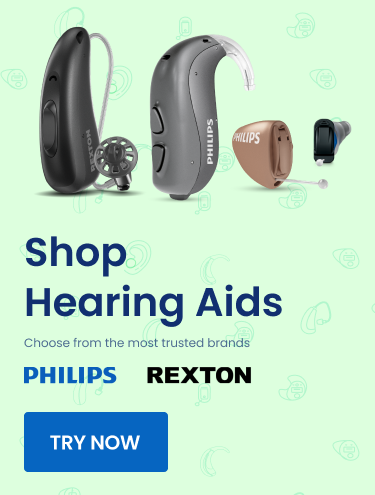 REXTON
PHILIPS
PHILIPS
Shop
Hearing Aids
Choose from the most trusted brands
PHILIPS REXTON
TRY NOW